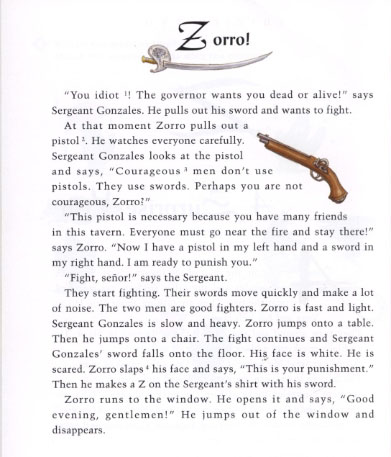 Zorro!
"You idiot ¹! The governor wants you dead or alive!" says
Sergeant Gonzales. He pulls out his sword and wants to fight.
At that moment Zorro pulls out a
pistol ². He watches everyone carefully.
Sergeant Gonzales looks at the pistol
and says, "Courageous ³ men don't use
pistols. They use swords. Perhaps you are not
courageous, Zorro?"
"This pistol is necessary because you have many friends
in this tavern. Everyone must go near the fire and stay there!"
says Zorro. "Now I have a pistol in my left hand and a sword in
my right hand. I am ready to punish you."
"Fight, señor!" says the Sergeant.
They start fighting. Their swords move quickly and make a lot
of noise. The two men are good fighters. Zorro is fast and light.
Sergeant Gonzales is slow and heavy. Zorro jumps onto a table.
Then he jumps onto a chair. The fight continues and Sergeant
Gonzales' sword falls onto the floor. His face is white. He is
scared. Zorro slaps ⁴ his face and says, "This is your punishment."
Then he makes a Z on the Sergeant's shirt with his sword.
Zorro runs to the window. He opens it and says, "Good
evening, gentlemen!" He jumps out of the window and
disappears.